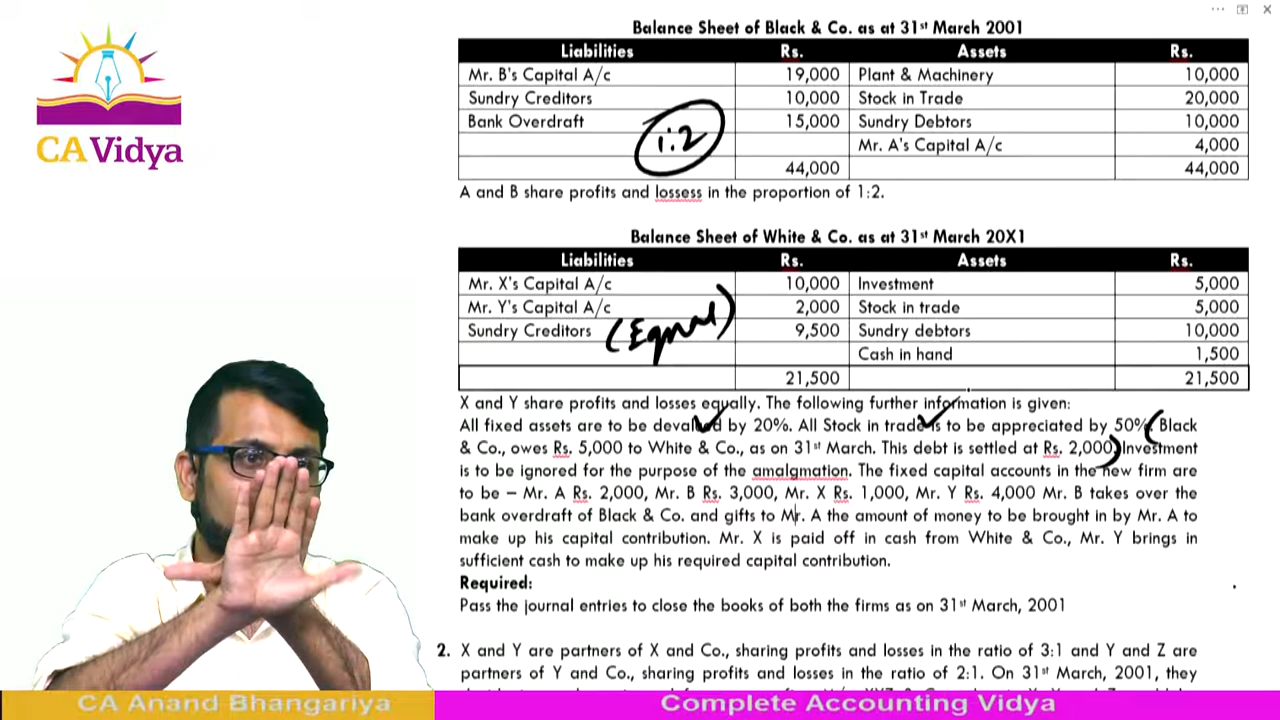 Balance Sheet of Black & Co. as at 31st March 2001
Liabilities Rs. Assets Rs.
Mr. B's Capital A/c 19,000 Plant & Machinery 10,000
Sundry Creditors 10,000 Stock in Trade 20,000
Bank Overdraft 15,000 Sundry Debtors 10,000
1:2
Mr. A's Capital A/c 4,000
44,000 44,000
A and B share profits and lossess in the proportion of 1:2.
CA Vidya
Balance Sheet of White & Co. as at 31st March 20X1
Liabilities Rs. Assets Rs.
Mr. X's Capital A/c 10,000 Investment 5,000
Mr. Y's Capital A/c 2,000 Stock in trade 5,000
Sundry Creditors 9,500 Sundry debtors 10,000
(Equal)
Cash in hand 1,500
21,500 21,500
X and Y share profits and losses equally. The following further information is given:
All fixed assets are to be devalued by 20%. All Stock in trade is to be appreciated by 50% Black
& Co., owes Rs. 5,000 to White & Co., as on 31st March. This debt is settled at Rs. 2,000. Investment
is to be ignored for the purpose of the amalgmation. The fixed capital accounts in the new firm are
to be – Mr. A Rs. 2,000, Mr. B Rs. 3,000, Mr. X Rs. 1,000, Mr. Y Rs. 4,000 Mr. B takes over the
bank overdraft of Black & Co. and gifts to Mr. A the amount of money to be brought in by Mr. A to
make up his capital contribution. Mr. X is paid off in cash from White & Co., Mr. Y brings in
sufficient cash to make up his required capital contribution.
Required:
Pass the journal entries to close the books of both the firms as on 31st March, 2001
2. X and Y are partners of X and Co., sharing profits and losses in the ratio of 3:1 and Y and Z are
partners of Y and Co., sharing profits and losses in the ratio of 2:1. On 31st March, 2001, they
CA Anand Bhangariya
Complete Accounting Vidya